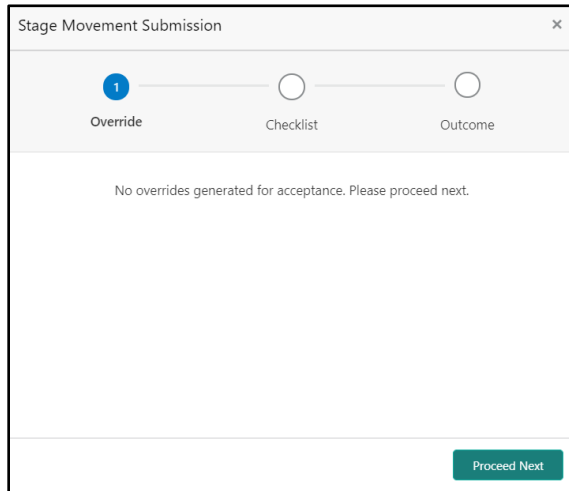 Stage Movement Submission ×
1
Override Checklist Outcome
No overrides generated for acceptance. Please proceed next.
Proceed Next